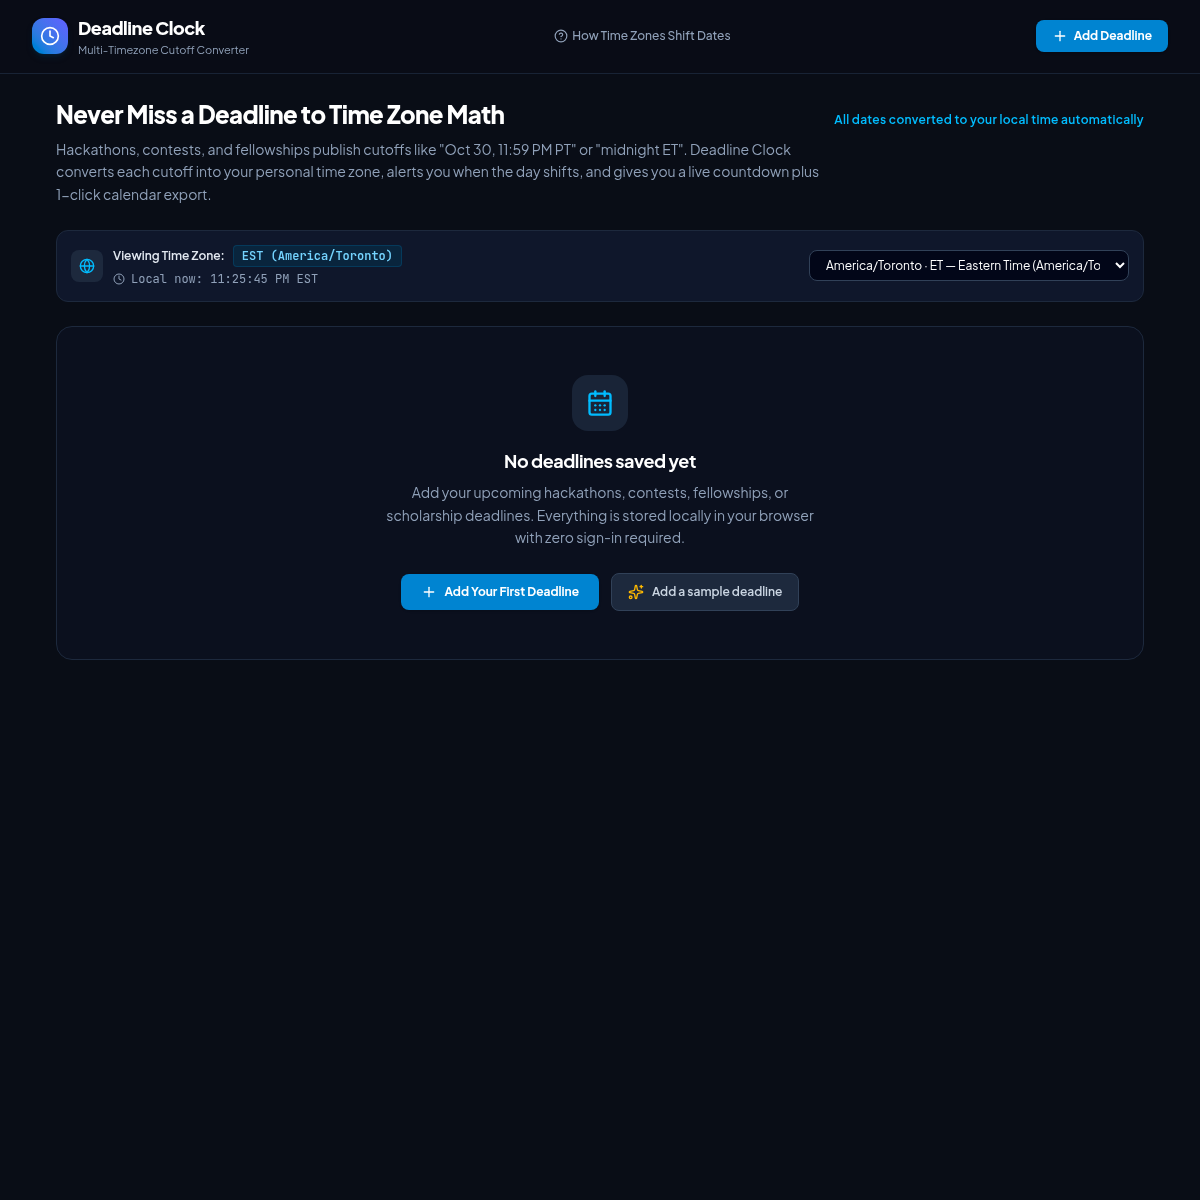 Deadline Clock
Multi-Timezone Cutoff Converter
How Time Zones Shift Dates
Add Deadline
Never Miss a Deadline to Time Zone Math
All dates converted to your local time automatically
Hackathons, contests, and fellowships publish cutoffs like "Oct 30, 11:59 PM PT" or "midnight ET". Deadline Clock
converts each cutoff into your personal time zone, alerts you when the day shifts, and gives you a live countdown plus
1-click calendar export.
Viewing Time Zone: EST (America/Toronto)
Local now: 11:25:45 PM EST
America/Toronto · ET — Eastern Time (America/To
No deadlines saved yet
Add your upcoming hackathons, contests, fellowships, or
scholarship deadlines. Everything is stored locally in your browser
with zero sign-in required.
Add Your First Deadline
Add a sample deadline